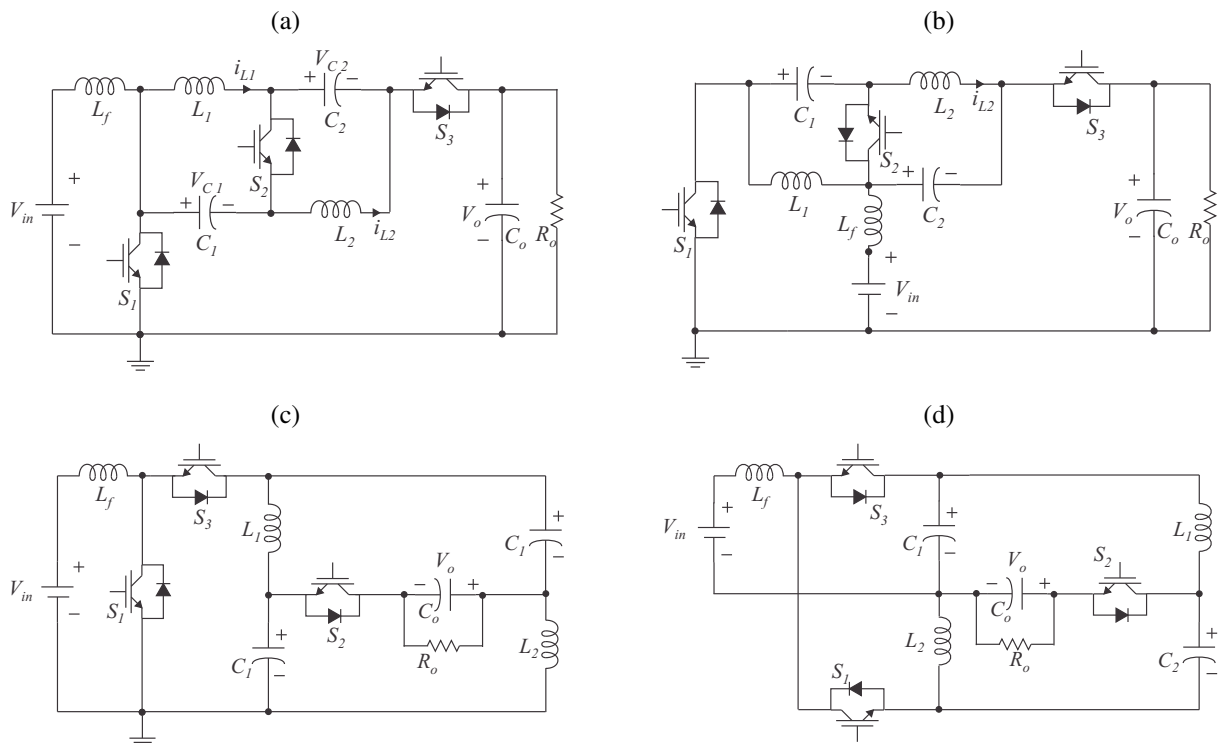 (a)
i_L1
V_C2
+ −
L_f
L_1
C_2
S_3
S_2
+
V_in
−
V_C1
+ −
C_1
L_2
i_L2
+
V_o
−
C_o
R_o
S_1
(b)
+ −
C_1
L_2
i_L2
S_3
S_2
+ −
L_1
C_2
L_f
S_1
+
V_o
−
C_o
R_o
+
V_in
−
(c)
L_f
S_3
L_1
+
C_1
−
+
V_in
−
S_1
V_o
− +
C_o
S_2
+
C_1
−
R_o
L_2
(d)
L_f
S_3
+
V_in
−
+
C_1
−
L_1
V_o
− +
C_o
S_2
L_2
R_o
+
C_2
−
S_1